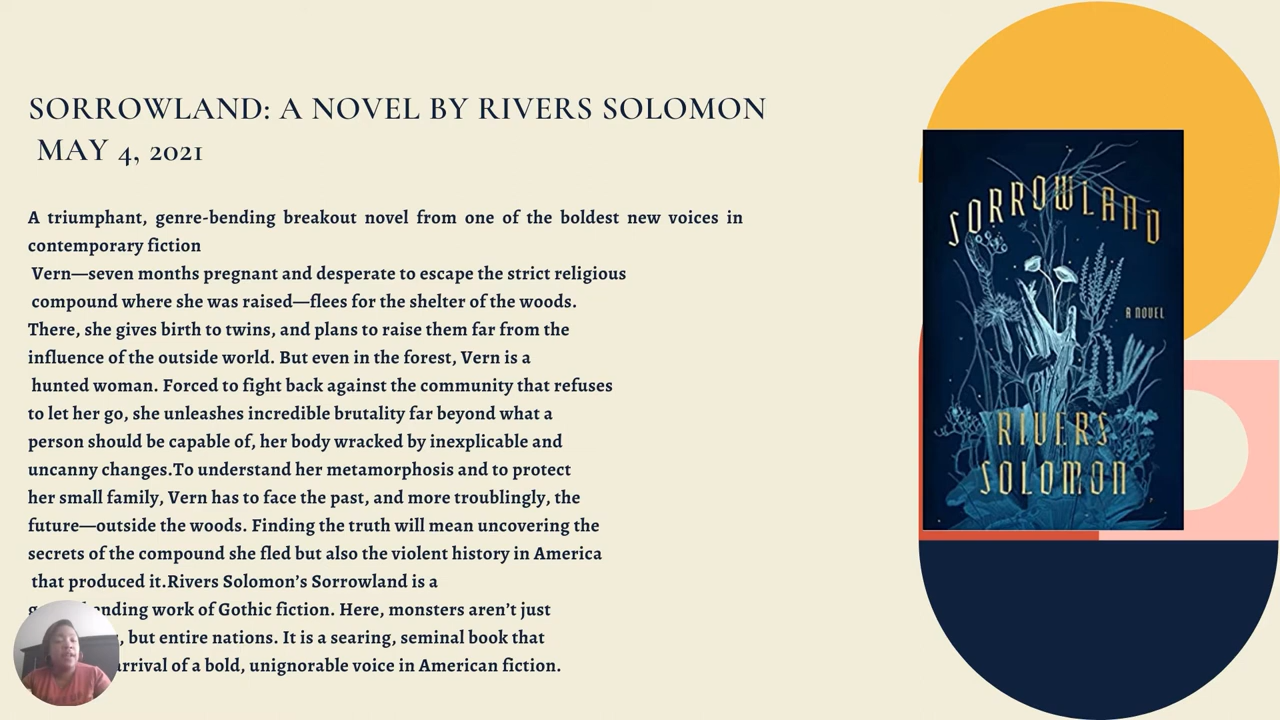 SORROWLAND: A NOVEL BY RIVERS SOLOMON
MAY 4, 2021
A triumphant, genre-bending breakout novel from one of the boldest new voices in
contemporary fiction
Vern—seven months pregnant and desperate to escape the strict religious
compound where she was raised—flees for the shelter of the woods.
There, she gives birth to twins, and plans to raise them far from the
influence of the outside world. But even in the forest, Vern is a
hunted woman. Forced to fight back against the community that refuses
to let her go, she unleashes incredible brutality far beyond what a
person should be capable of, her body wracked by inexplicable and
uncanny changes.To understand her metamorphosis and to protect
her small family, Vern has to face the past, and more troublingly, the
future—outside the woods. Finding the truth will mean uncovering the
secrets of the compound she fled but also the violent history in America
that produced it.Rivers Solomon’s Sorrowland is a
work of Gothic fiction. Here, monsters aren’t just
, but entire nations. It is a searing, seminal book that
arrival of a bold, unignorable voice in American fiction.
SORROWLAND
A NOVEL
RIVERS
SOLOMON